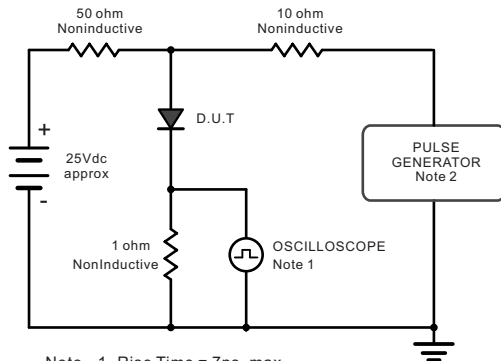 50 ohm
Noninductive
10 ohm
Noninductive
D.U.T
+
25Vdc
approx
-
PULSE
GENERATOR
Note 2
1 ohm
NonInductive
OSCILLOSCOPE
Note 1